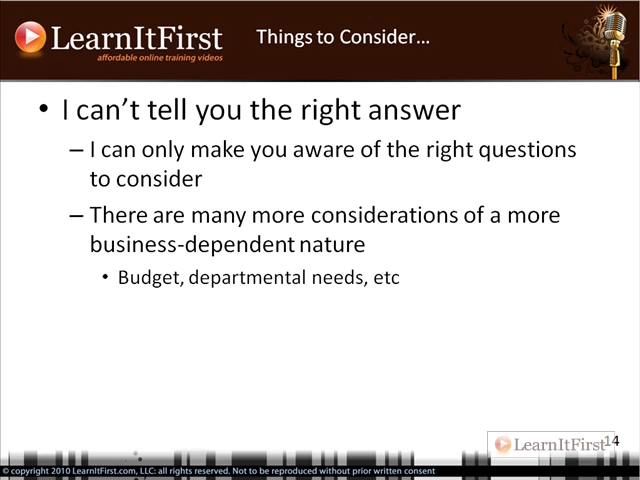 LearnItFirst
affordable online training videos
Things to Consider...
• I can't tell you the right answer
– I can only make you aware of the right questions
to consider
– There are many more considerations of a more
business-dependent nature
• Budget, departmental needs, etc
LearnItFirst
14
© copyright 2010 LearnItFirst.com, LLC: all rights reserved. Not to be reproduced without prior written consent